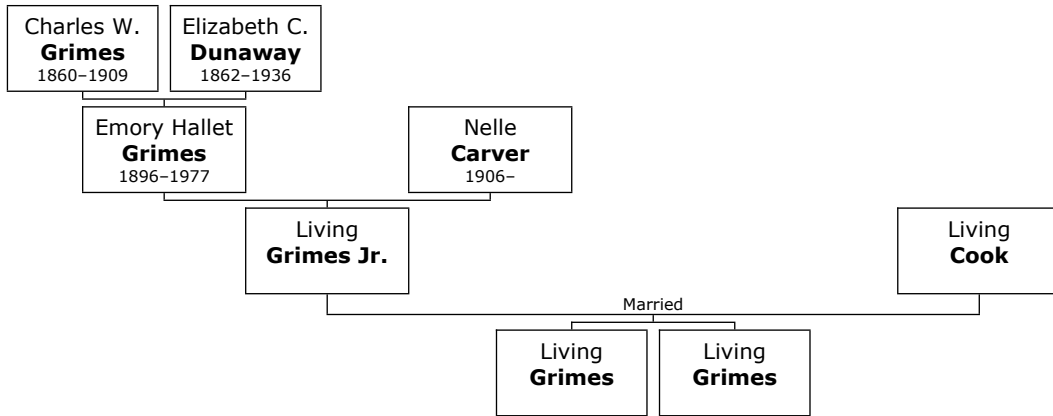 Charles W.
Grimes
1860–1909
Elizabeth C.
Dunaway
1862–1936
Emory Hallet
Grimes
1896–1977
Nelle
Carver
1906–
Living
Grimes Jr.
Living
Cook
Married
Living
Grimes
Living
Grimes